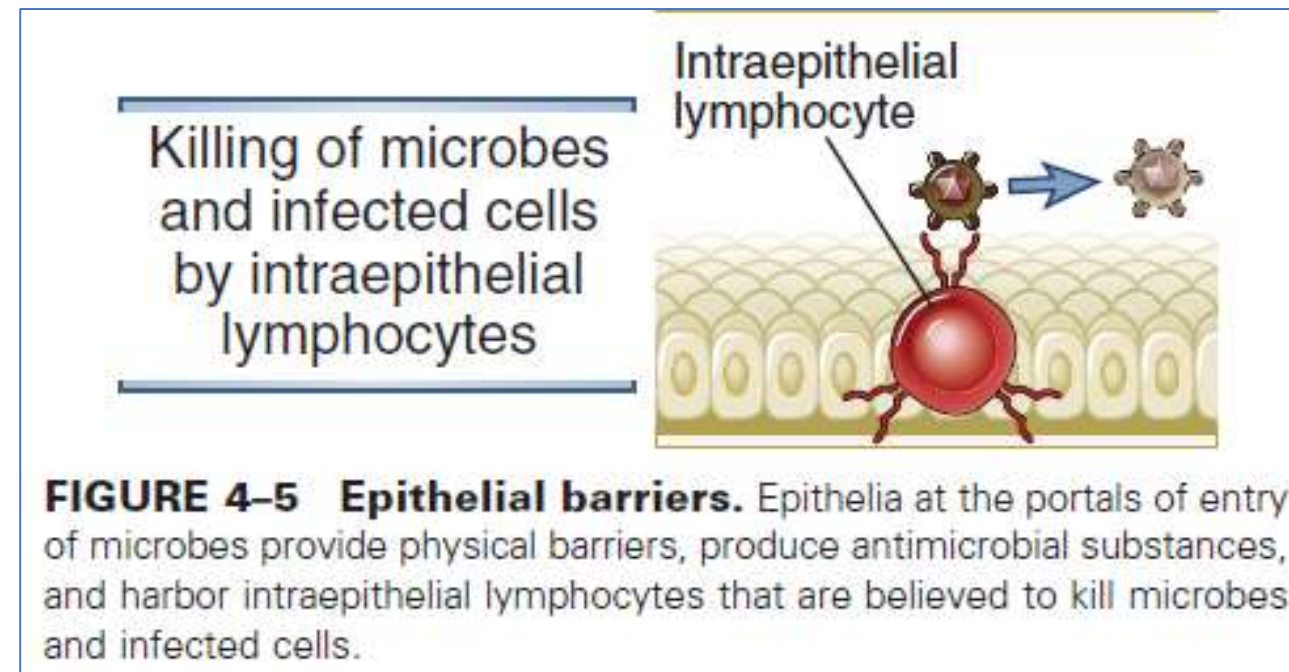 Killing of microbes
and infected cells
by intraepithelial
lymphocytes
Intraepithelial
lymphocyte
FIGURE 4–5 Epithelial barriers. Epithelia at the portals of entry
of microbes provide physical barriers, produce antimicrobial substances,
and harbor intraepithelial lymphocytes that are believed to kill microbes
and infected cells.